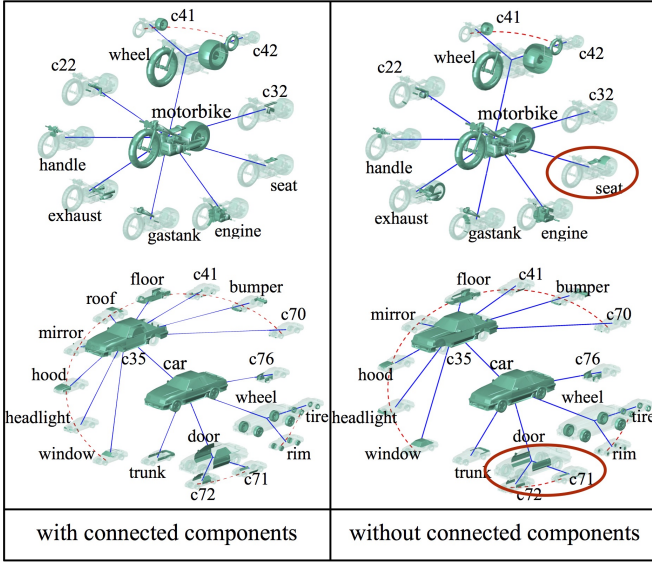 c41
wheel
c42
c22
c32
motorbike
handle
seat
exhaust
gastank
engine
floor
c41
roof
bumper
mirror
c70
c35
car
c76
hood
wheel
tire
headlight
door
rim
window
trunk
c71
c72
with connected components
c41
wheel
c42
c22
c32
motorbike
handle
seat
exhaust
gastank
engine
floor
c41
bumper
mirror
c70
c35
car
c76
hood
wheel
tire
headlight
door
rim
window
trunk
c71
c72
without connected components